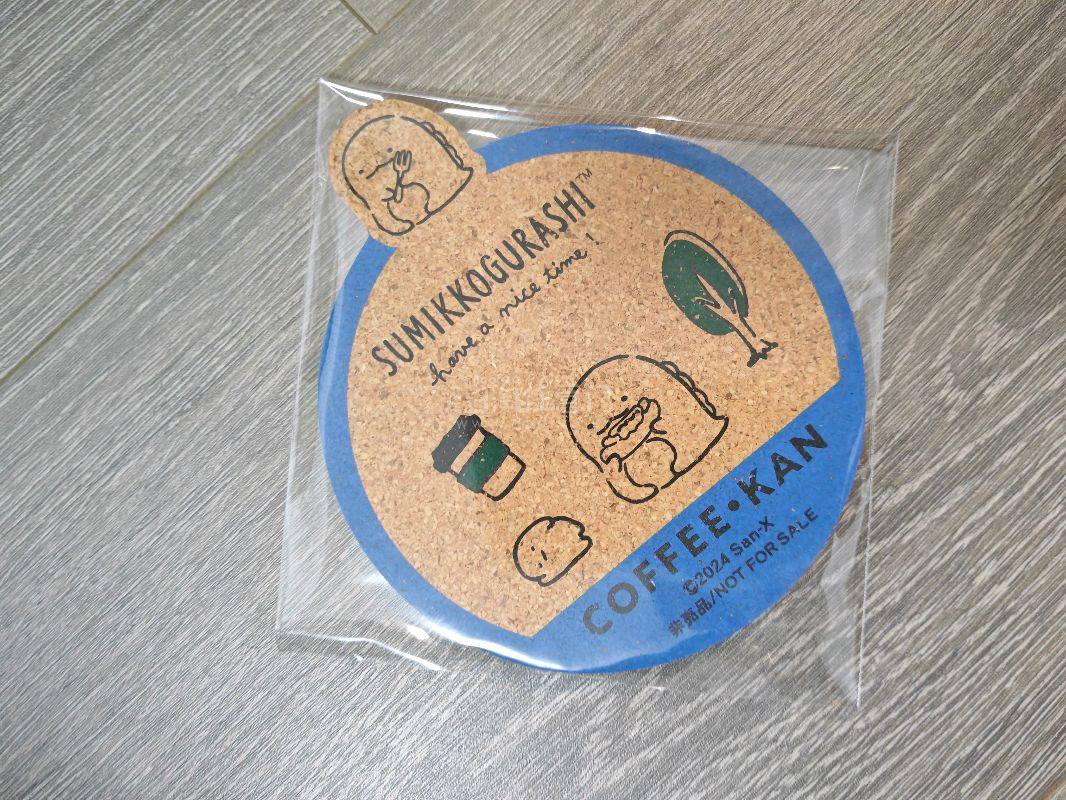 SUMIKKOGURASHI™
have a nice time!
COFFEE•KAN
©2024 San-X
非売品/NOT FOR SALE